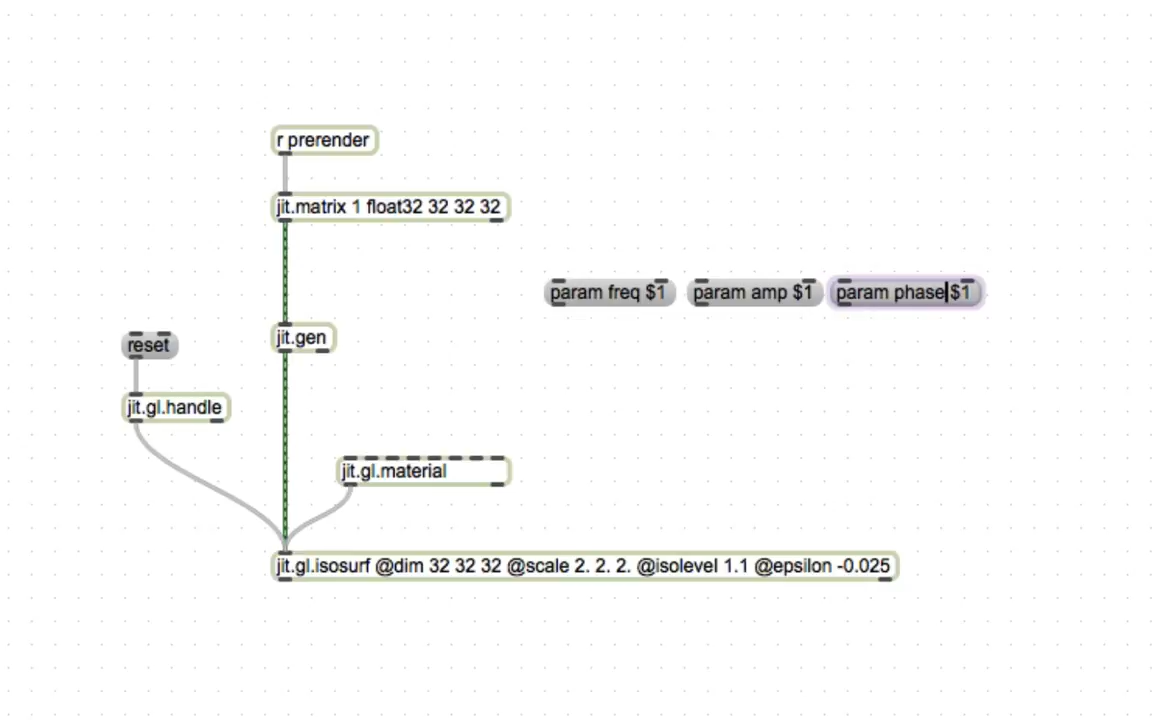 r prerender
jit.matrix 1 float32 32 32 32
param freq $1
param amp $1
param phase $1
jit.gen
reset
jit.gl.handle
jit.gl.material
jit.gl.isosurf @dim 32 32 32 @scale 2. 2. 2. @isolevel 1.1 @epsilon -0.025